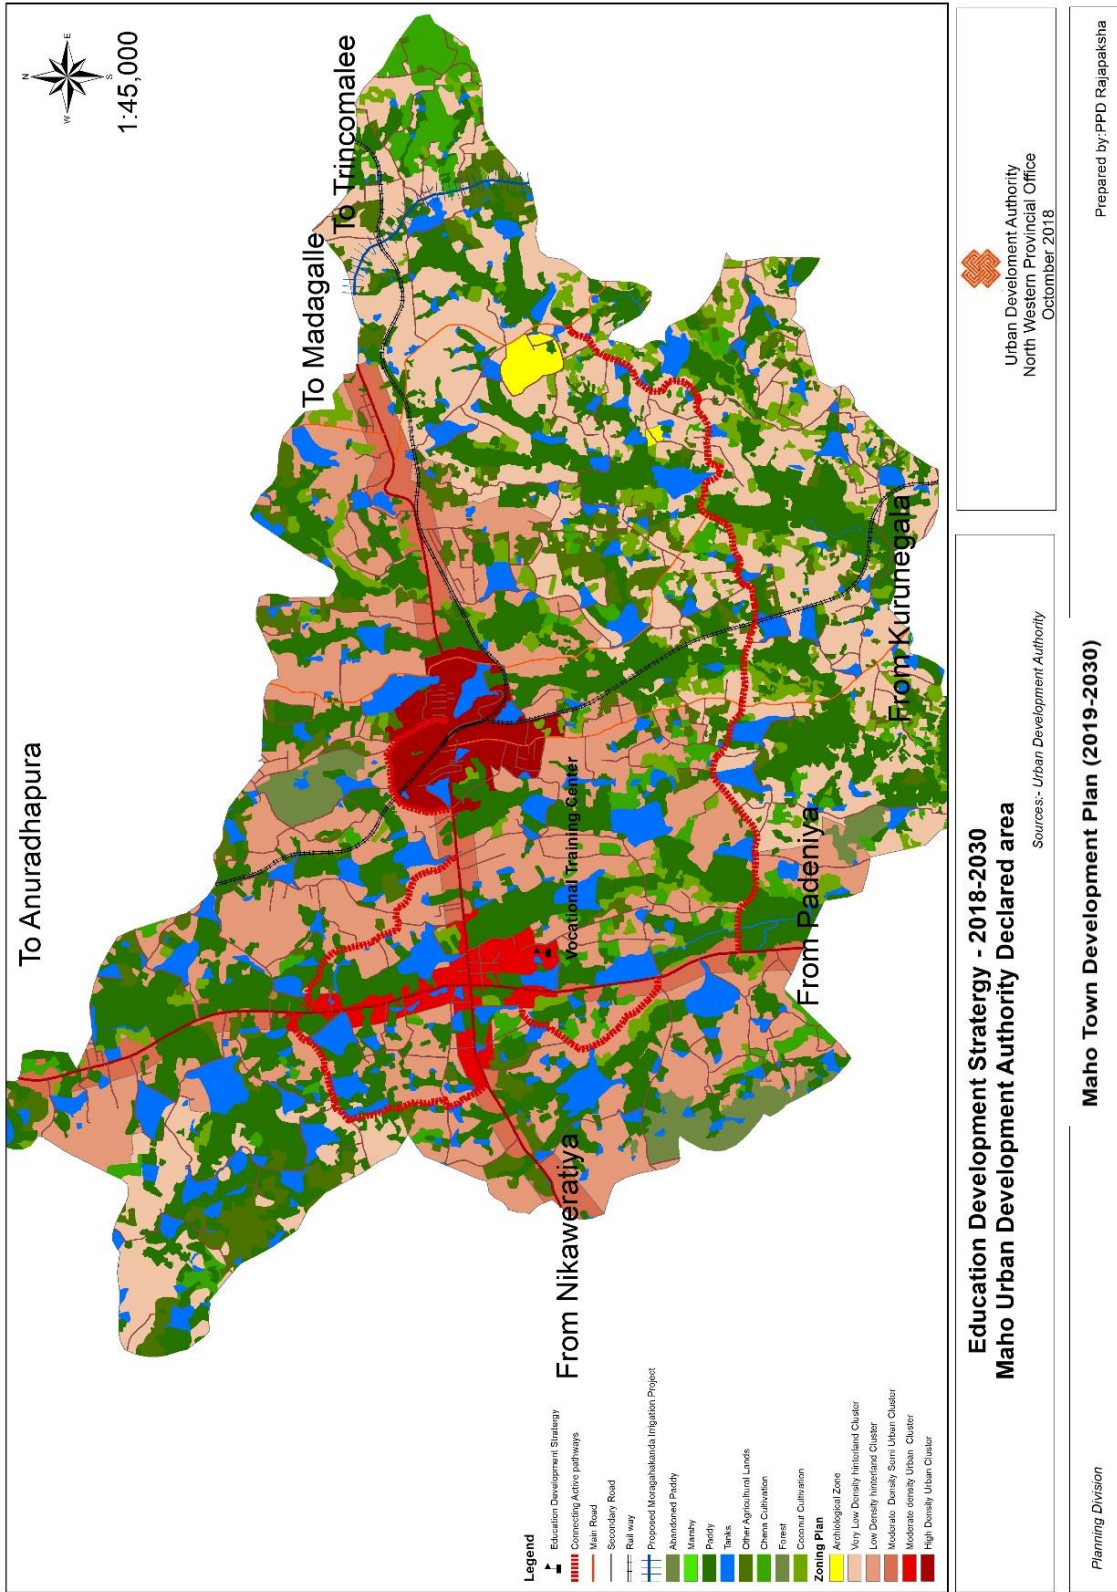 N
E
S
W
1:45,000
To Anuradhapura
To Madagalle
To Trincomalee
Vocational Training Center
From Nikaweratiya
From Padeniya
From Kurunegala
Legend
Education Development Stratergy
Connecting Active pathways
Main Road
Secondary Road
Rail way
Proposed Moragahakanda Irrigation Project
Abandoned Paddy
Marshy
Paddy
Tanks
Other Agricultural Lands
Chena Cultivation
Forest
Coconut Cultivation
Zoning Plan
Archiological Zone
Very Low Density hinterland Cluster
Low Density hinterland Cluster
Moderate Density Semi Urban Cluster
Moderate density Urban Cluster
High Density Urban Cluster
Education Development Stratergy - 2018-2030
Maho Urban Development Authority Declared area
Sources:- Urban Development Authority
Urban Develoment Authority
North Western Provincial Office
Octomber 2018
Planning Division
Maho Town Development Plan (2019-2030)
Prepared by:PPD Rajapaksha